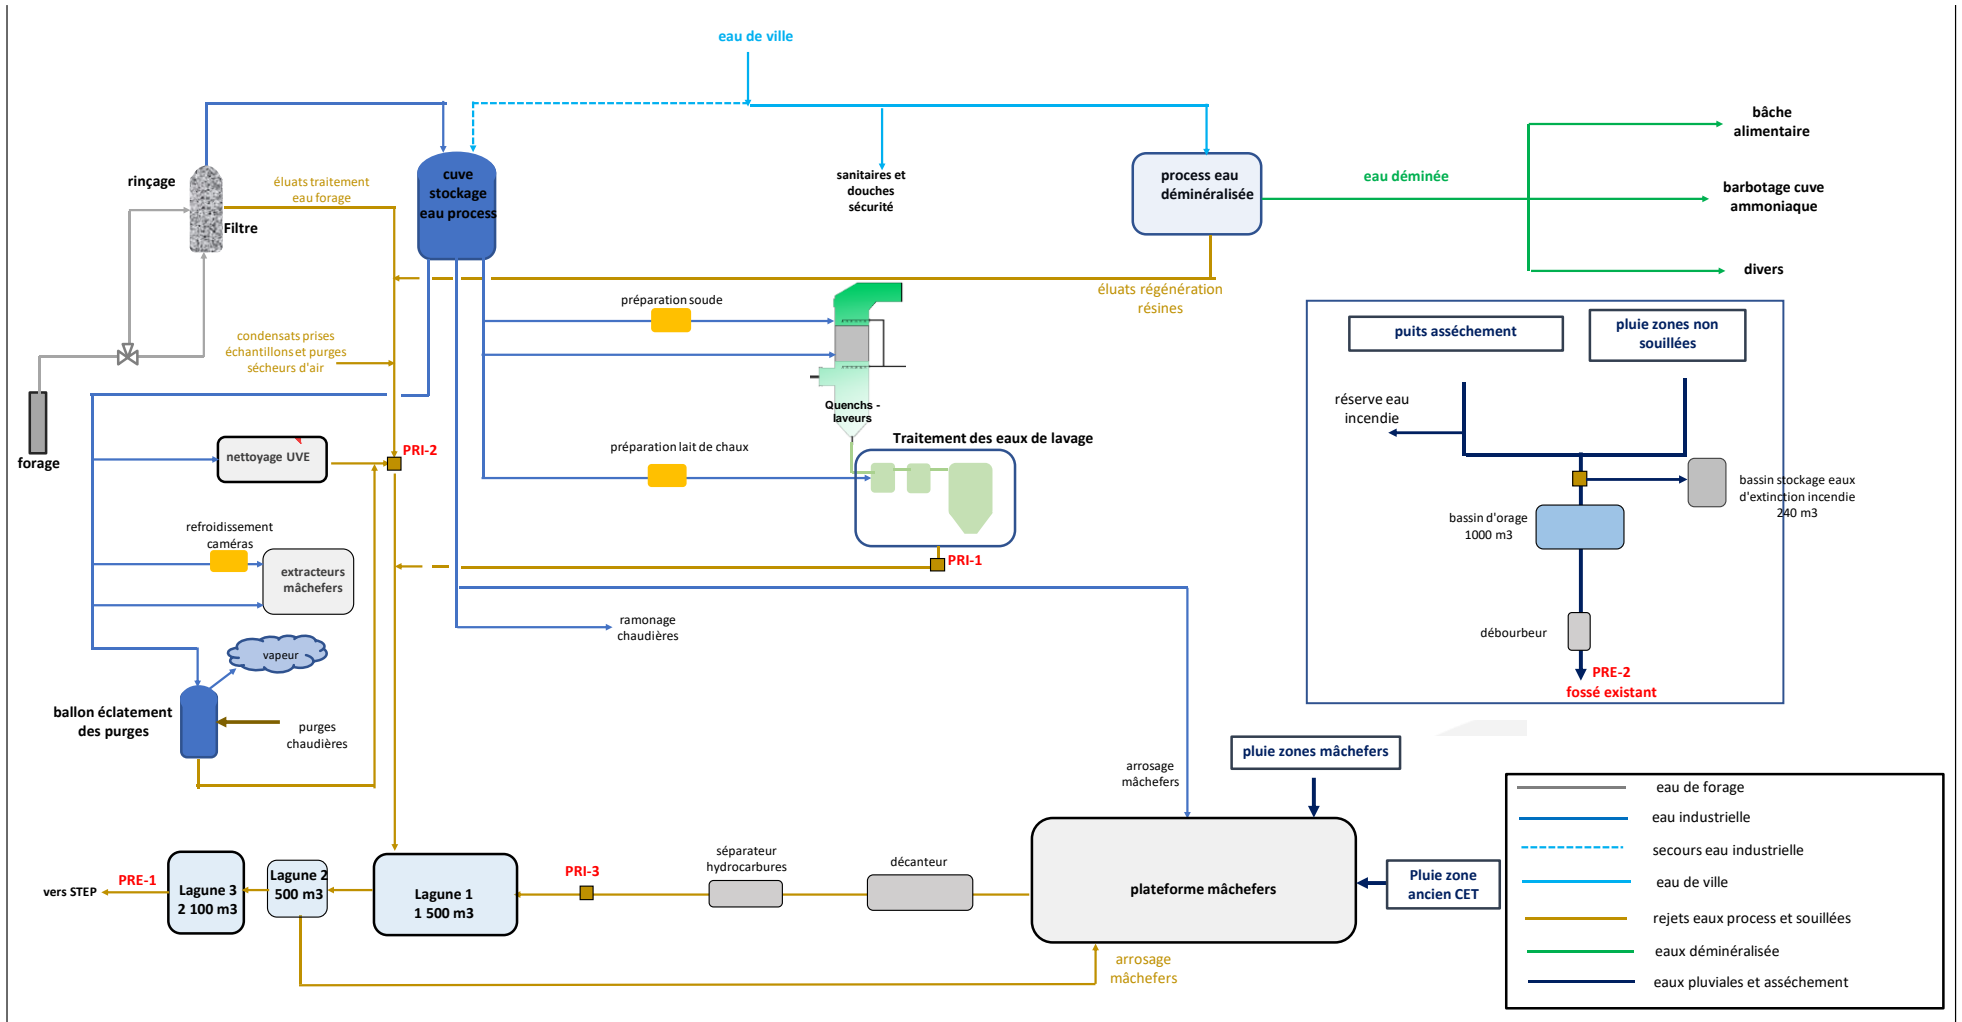 eau de ville
bâche
alimentaire
rinçage
éluats traitement
eau forage
cuve
stockage
eau process
sanitaires et
douches
sécurité
process eau
déminéralisée
eau déminée
barbotage cuve
ammoniaque
Filtre
divers
éluats régénération
résines
préparation soude
condensats prises
échantillons et purges
sécheurs d'air
puits asséchement
pluie zones non
souillées
réserve eau
incendie
Quenchs -
laveurs
forage
nettoyage UVE
PRI-2
préparation lait de chaux
Traitement des eaux de lavage
bassin stockage eaux
d'extinction incendie
240 m3
bassin d'orage
1000 m3
refroidissement
caméras
extracteurs
mâchefers
PRI-1
ramonage
chaudières
débourbeur
vapeur
PRE-2
fossé existant
ballon éclatement
des purges
purges
chaudières
arrosage
mâchefers
pluie zones mâchefers
eau de forage
eau industrielle
secours eau industrielle
eau de ville
rejets eaux process et souillées
eaux déminéralisée
eaux pluviales et asséchement
vers STEP
PRE-1
Lagune 3
2 100 m3
Lagune 2
500 m3
Lagune 1
1 500 m3
PRI-3
séparateur
hydrocarbures
décanteur
plateforme mâchefers
Pluie zone
ancien CET
arrosage
mâchefers